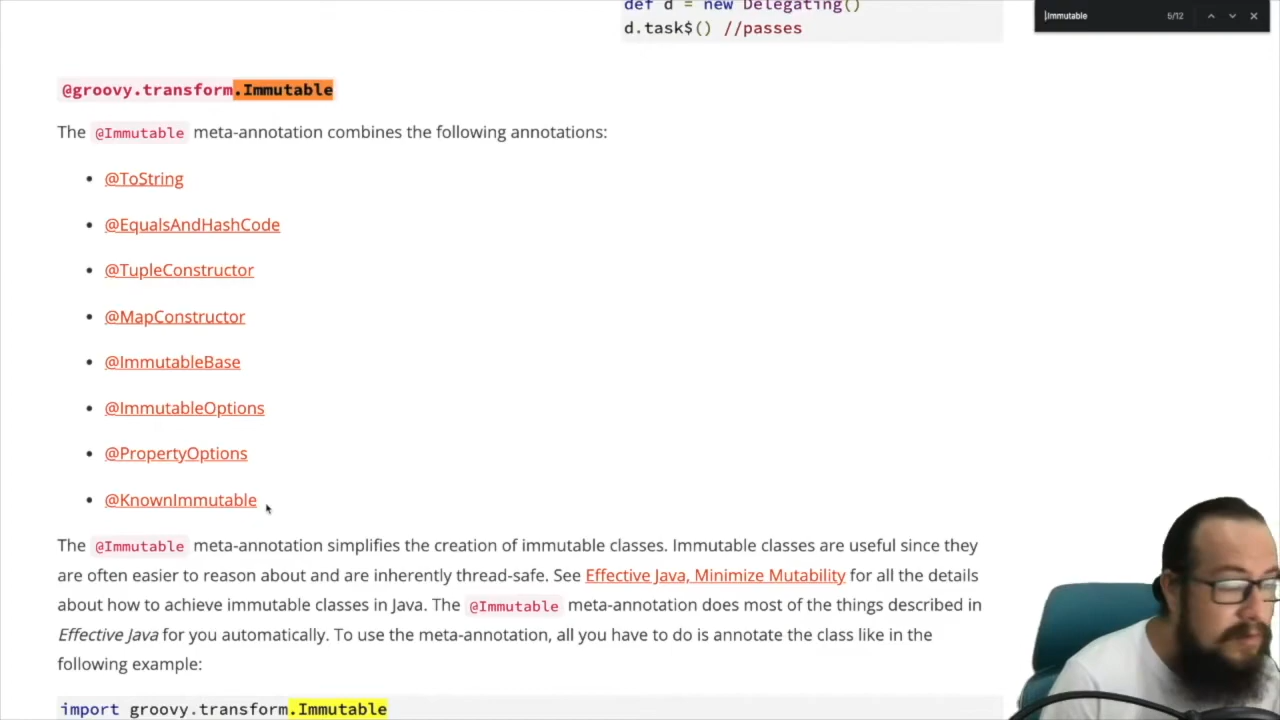 def d = new Delegating()
d.task$() //passes
.Immutable 5/12
@groovy.transform.Immutable
The @Immutable meta-annotation combines the following annotations:
@ToString
@EqualsAndHashCode
@TupleConstructor
@MapConstructor
@ImmutableBase
@ImmutableOptions
@PropertyOptions
@KnownImmutable
The @Immutable meta-annotation simplifies the creation of immutable classes. Immutable classes are useful since they
are often easier to reason about and are inherently thread-safe. See Effective Java, Minimize Mutability for all the details
about how to achieve immutable classes in Java. The @Immutable meta-annotation does most of the things described in
Effective Java for you automatically. To use the meta-annotation, all you have to do is annotate the class like in the
following example:
import groovy.transform.Immutable